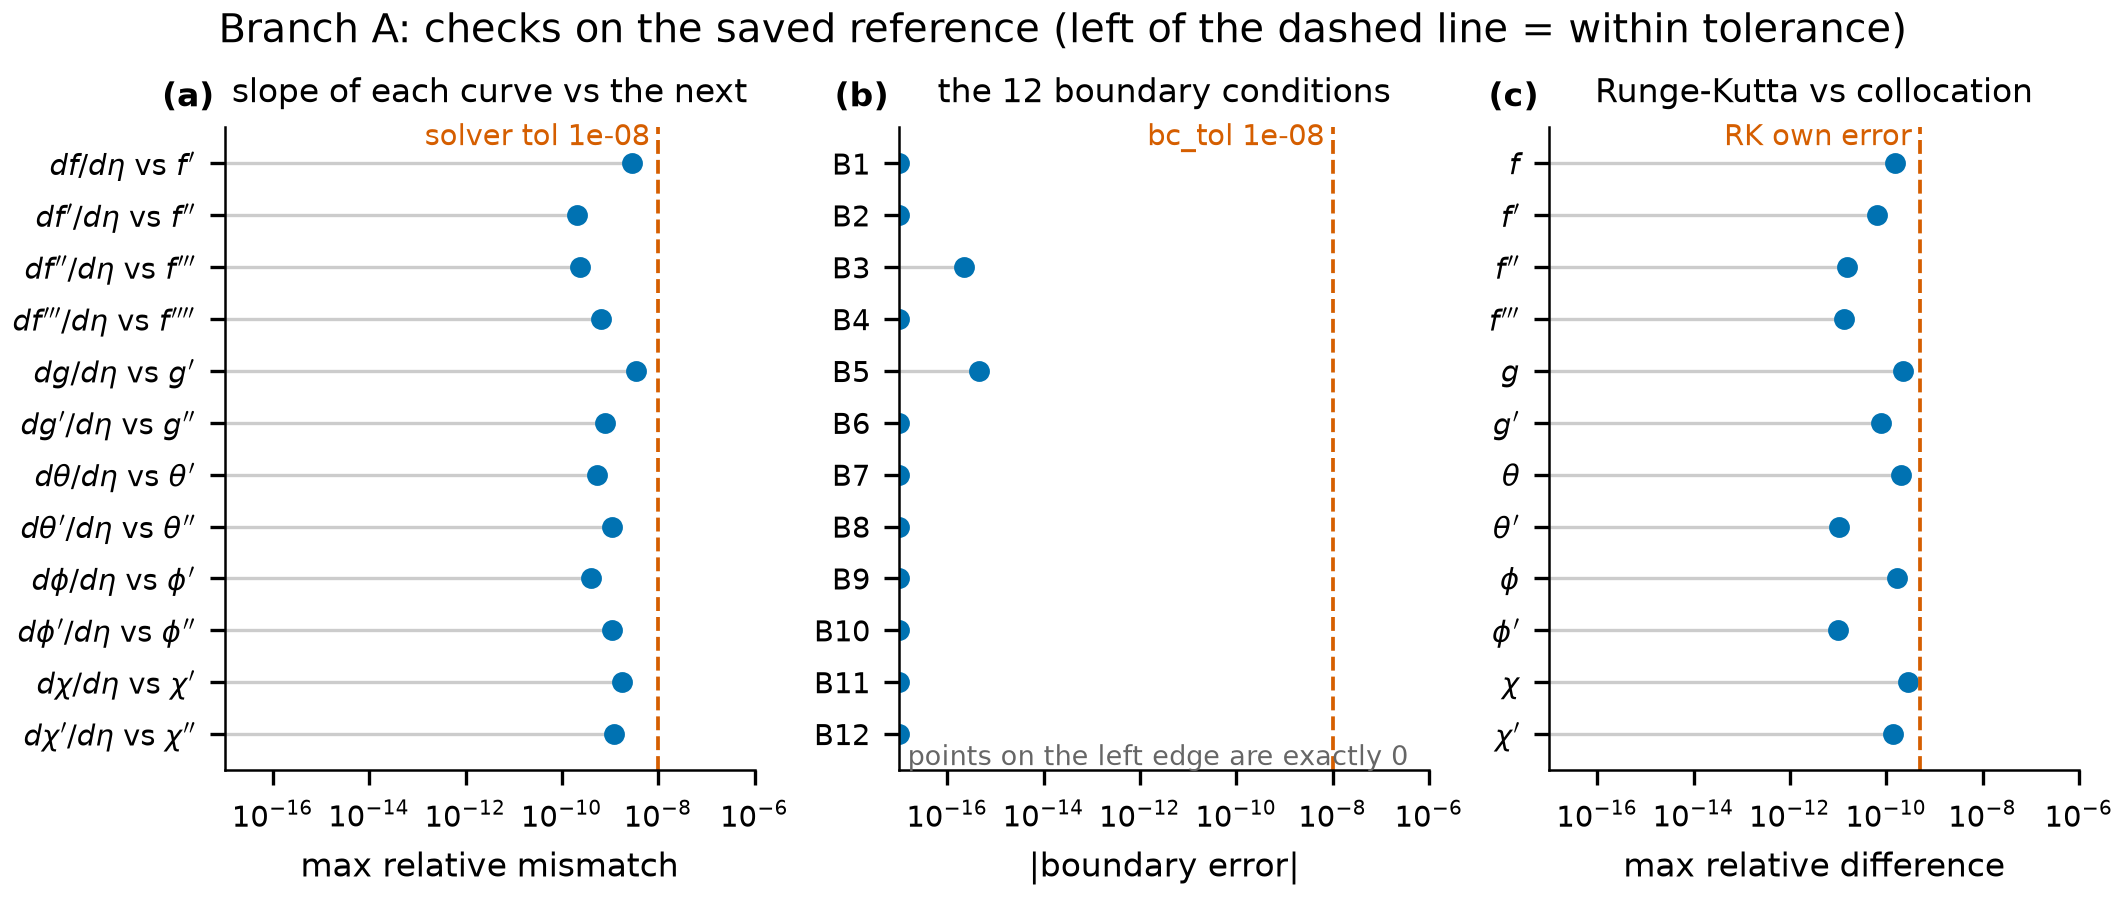 Branch A: checks on the saved reference (left of the dashed line = within tolerance)
(a) slope of each curve vs the next
solver tol 1e-08
df/dη vs f′
df′/dη vs f″
df″/dη vs f‴
df‴/dη vs f⁗
dg/dη vs g′
dg′/dη vs g″
dθ/dη vs θ′
dθ′/dη vs θ″
dϕ/dη vs ϕ′
dϕ′/dη vs ϕ″
dχ/dη vs χ′
dχ′/dη vs χ″
10⁻¹⁶ 10⁻¹⁴ 10⁻¹² 10⁻¹⁰ 10⁻⁸ 10⁻⁶
max relative mismatch
(b) the 12 boundary conditions
bc_tol 1e-08
B1
B2
B3
B4
B5
B6
B7
B8
B9
B10
B11
B12
points on the left edge are exactly 0
10⁻¹⁶ 10⁻¹⁴ 10⁻¹² 10⁻¹⁰ 10⁻⁸ 10⁻⁶
|boundary error|
(c) Runge-Kutta vs collocation
RK own error
f
f′
f″
f‴
g
g′
θ
θ′
ϕ
ϕ′
χ
χ′
10⁻¹⁶ 10⁻¹⁴ 10⁻¹² 10⁻¹⁰ 10⁻⁸ 10⁻⁶
max relative difference